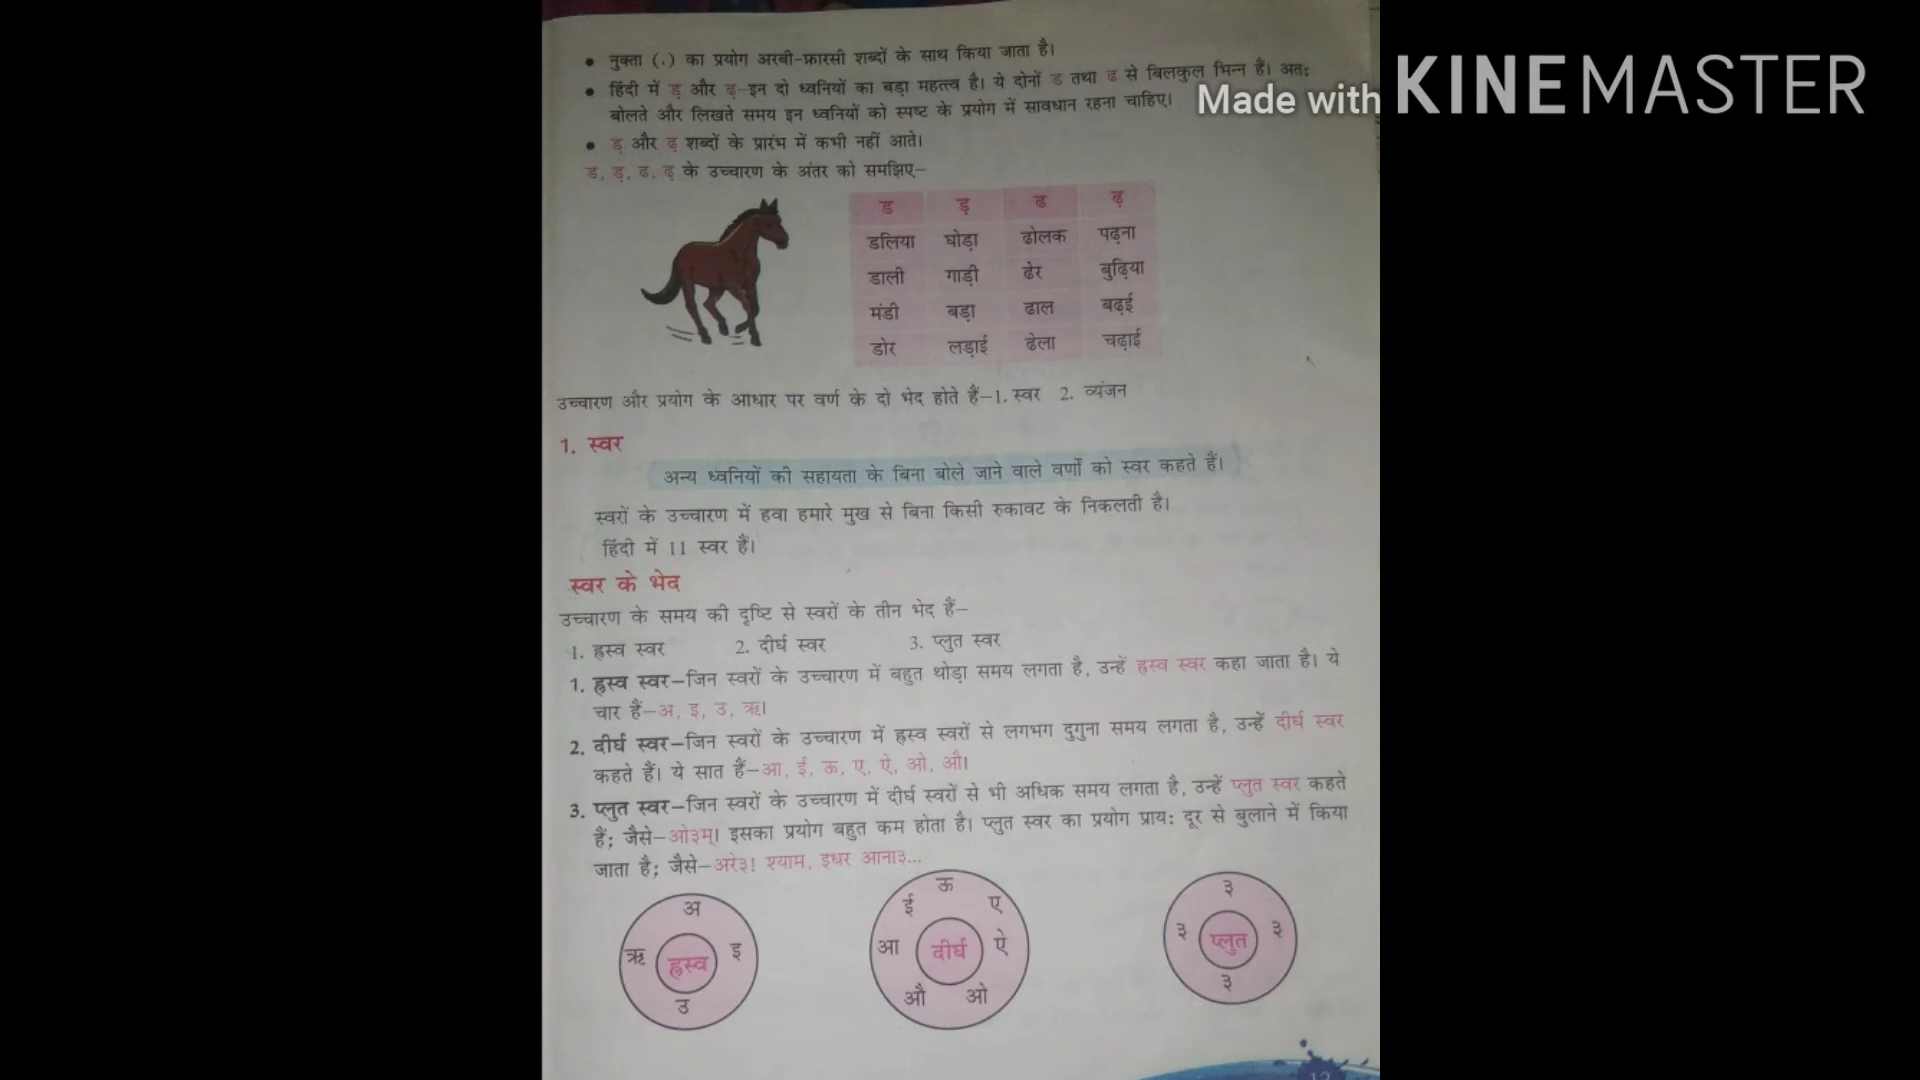 • नुक्ता (.) का प्रयोग अरबी-फ़ारसी शब्दों के साथ किया जाता है।
• हिंदी में ड़ और ढ़-इन दो ध्वनियों का बड़ा महत्त्व है। ये दोनों ड तथा ढ से बिलकुल भिन्न हैं। अतः
बोलते और लिखते समय इन ध्वनियों को स्पष्ट के प्रयोग में सावधान रहना चाहिए।
Made with KINEMASTER
• ड़ और ढ़ शब्दों के प्रारंभ में कभी नहीं आते।
ड, ड़, ढ, ढ़ के उच्चारण के अंतर को समझिए-
ड ड़ ढ ढ़
डलिया घोड़ा ढोलक पढ़ना
डाली गाड़ी ढेर बुढ़िया
मंडी बड़ा ढाल बढ़ई
डोर लड़ाई ढेला चढ़ाई
उच्चारण और प्रयोग के आधार पर वर्ण के दो भेद होते हैं-1. स्वर 2. व्यंजन
1. स्वर
अन्य ध्वनियों की सहायता के बिना बोले जाने वाले वर्णों को स्वर कहते हैं।
स्वरों के उच्चारण में हवा हमारे मुख से बिना किसी रुकावट के निकलती है।
हिंदी में 11 स्वर हैं।
स्वर के भेद
उच्चारण के समय की दृष्टि से स्वरों के तीन भेद हैं-
1. ह्रस्व स्वर 2. दीर्घ स्वर 3. प्लुत स्वर
1. ह्रस्व स्वर-जिन स्वरों के उच्चारण में बहुत थोड़ा समय लगता है, उन्हें ह्रस्व स्वर कहा जाता है। ये
चार हैं-अ, इ, उ, ऋ।
2. दीर्घ स्वर-जिन स्वरों के उच्चारण में ह्रस्व स्वरों से लगभग दुगुना समय लगता है, उन्हें दीर्घ स्वर
कहते हैं। ये सात हैं-आ, ई, ऊ, ए, ऐ, ओ, औ।
3. प्लुत स्वर-जिन स्वरों के उच्चारण में दीर्घ स्वरों से भी अधिक समय लगता है, उन्हें प्लुत स्वर कहते
हैं; जैसे-ओ३म्। इसका प्रयोग बहुत कम होता है। प्लुत स्वर का प्रयोग प्रायः दूर से बुलाने में किया
जाता है; जैसे-अरे३! श्याम, इधर आना३...
अ
ऋ ह्रस्व इ
उ
ऊ
ई ए
आ दीर्घ ऐ
औ ओ
३
३ प्लुत ३
३